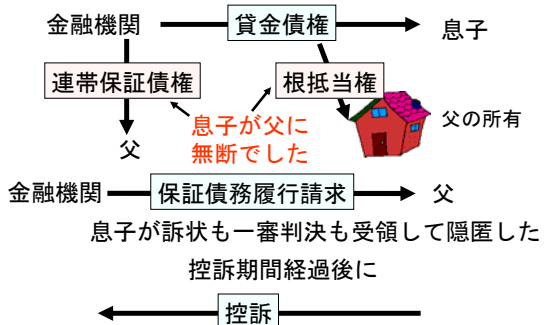 金融機関 貸金債権 息子
連帯保証債権 根抵当権
息子が父に
無断でした
父の所有
父
金融機関 保証債務履行請求 父
息子が訴状も一審判決も受領して隠匿した
控訴期間経過後に
控訴